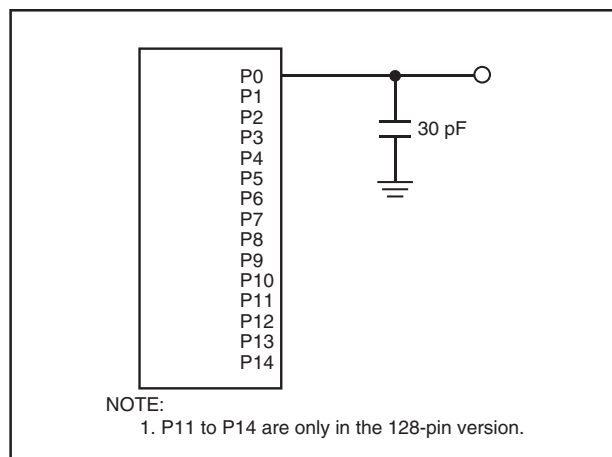 P0
P1
P2
P3
P4
P5
P6
P7
P8
P9
P10
P11
P12
P13
P14
30 pF
NOTE:
1. P11 to P14 are only in the 128-pin version.